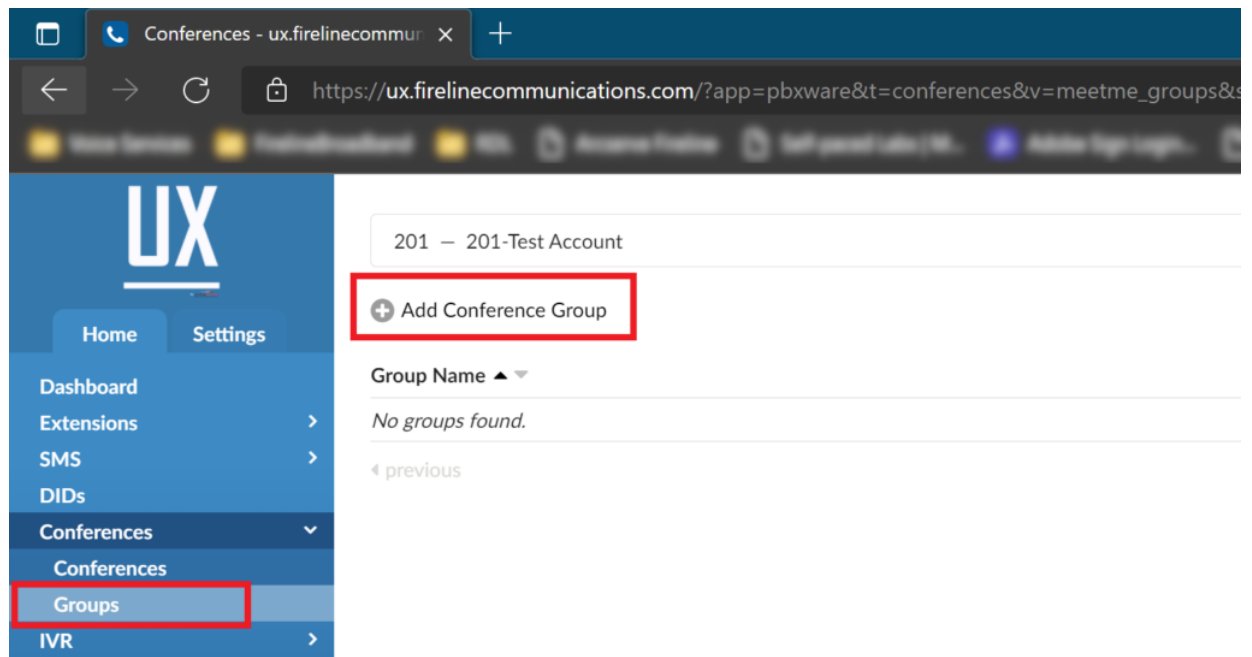 Conferences - ux.firelinecommun
https://ux.firelinecommunications.com/?app=pbxware&t=conferences&v=meetme_groups&s
UX
201 — 201-Test Account
Add Conference Group
Home Settings
Group Name
No groups found.
previous
Dashboard
Extensions
SMS
DIDs
Conferences
Conferences
Groups
IVR